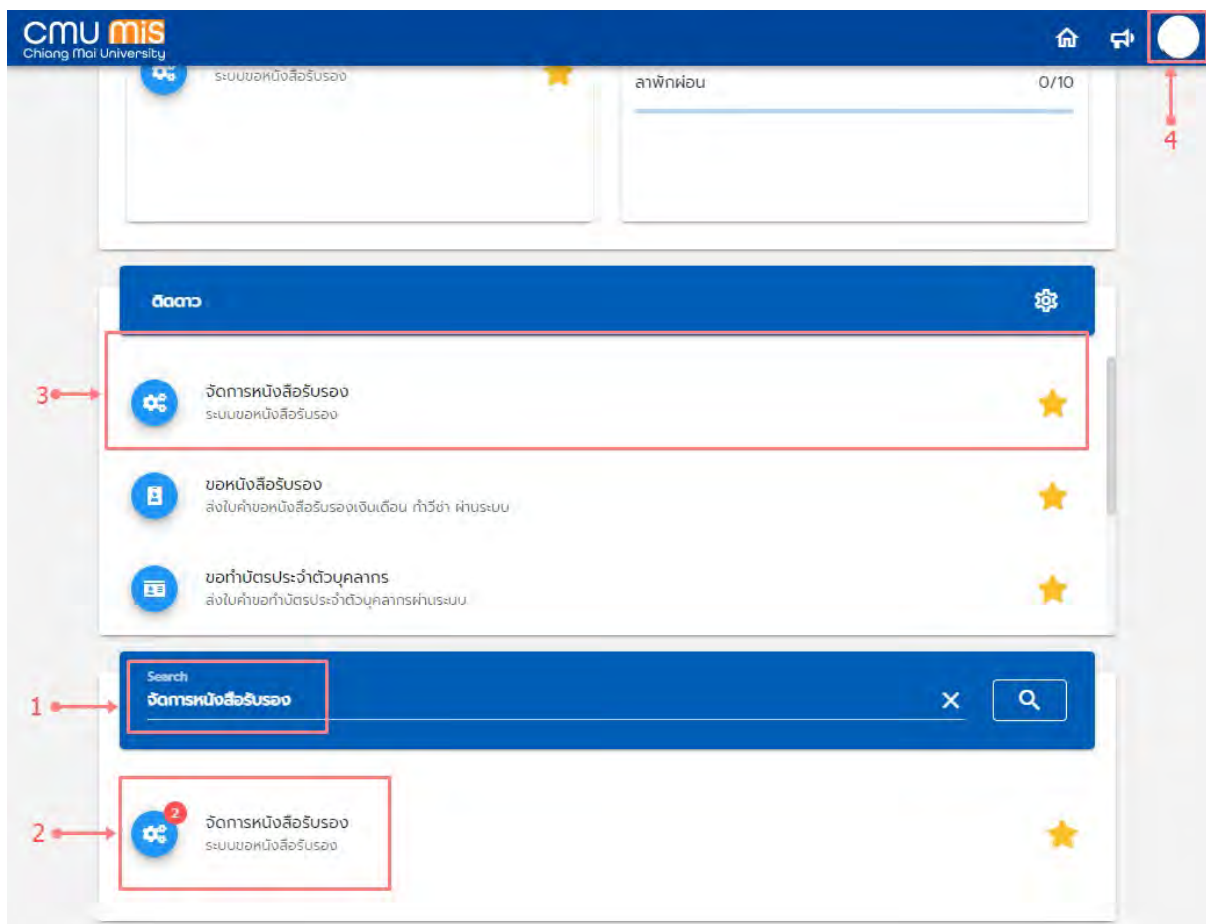 CMU MIS
Chiang Mai University
ระบบขอหนังสือรับรอง
ลาพักผ่อน 0/10
4
ติดดาว
3
จัดการหนังสือรับรอง
ระบบขอหนังสือรับรอง
ขอหนังสือรับรอง
ส่งใบคำขอหนังสือรับรองเงินเดือน ทำวีซ่า ผ่านระบบ
ขอทำบัตรประจำตัวบุคลากร
ส่งใบคำขอทำบัตรประจำตัวบุคลากรผ่านระบบ
Search
1
จัดการหนังสือรับรอง
2
2
จัดการหนังสือรับรอง
ระบบขอหนังสือรับรอง